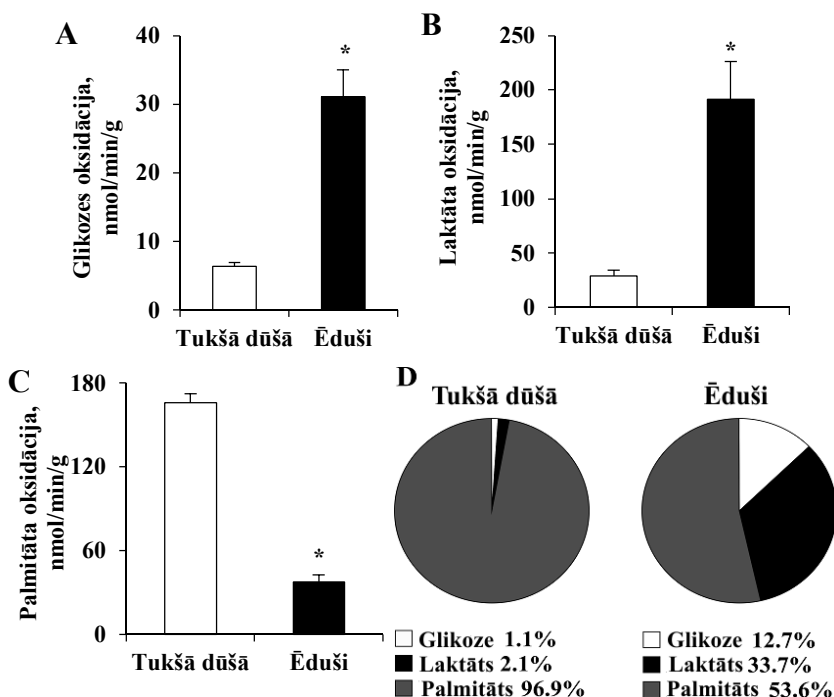 A
Glikozes oksidācija,
nmol/min/g
40
30
20
10
0
*
Tukšā dūšā
Ēduši
B
Laktāta oksidācija,
nmol/min/g
250
200
150
100
50
0
*
Tukšā dūšā
Ēduši
C
Palmitāta oksidācija,
nmol/min/g
180
120
60
0
*
Tukšā dūšā
Ēduši
D
Tukšā dūšā
Glikoze 1.1%
Laktāts 2.1%
Palmitāts 96.9%
Ēduši
Glikoze 12.7%
Laktāts 33.7%
Palmitāts 53.6%